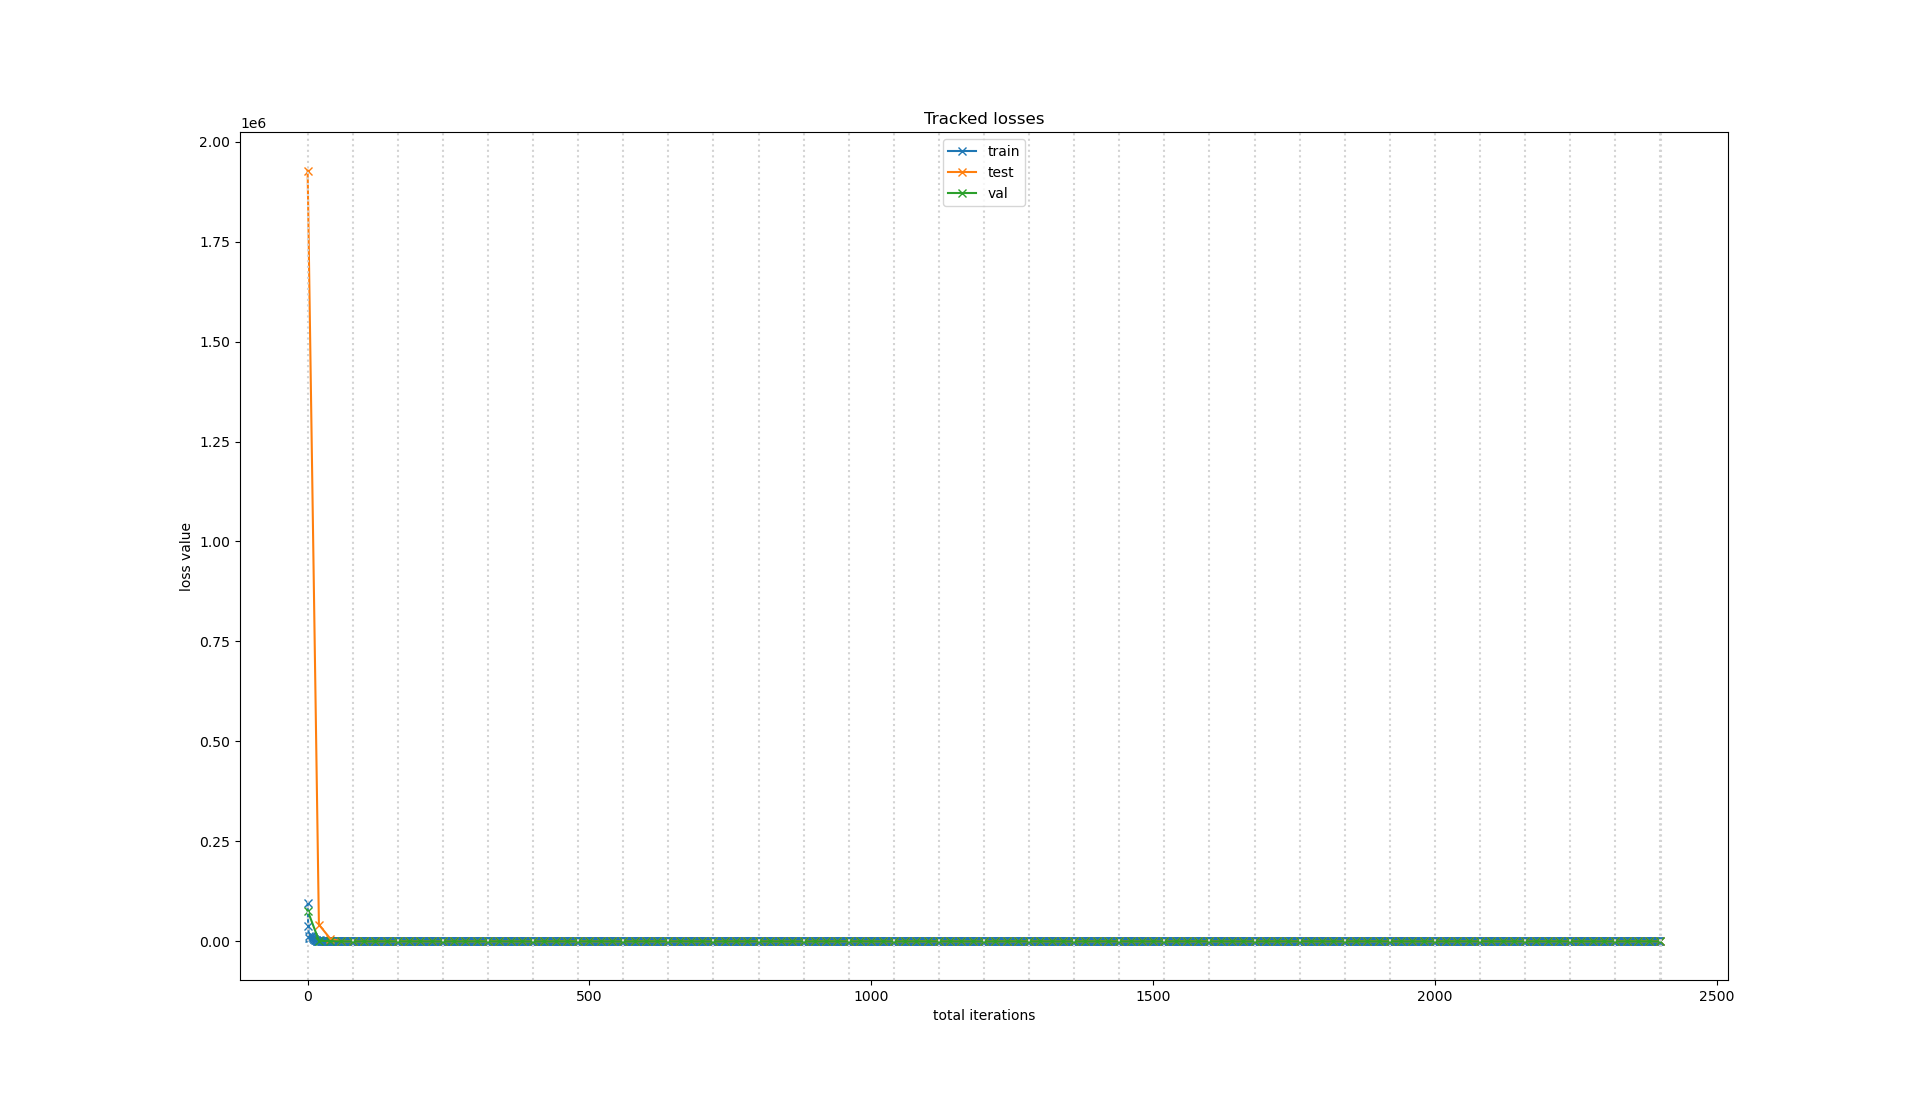 Tracked losses
1e6
train
test
val
2.00
1.75
1.50
1.25
1.00
0.75
0.50
0.25
0.00
loss value
0 500 1000 1500 2000 2500
total iterations